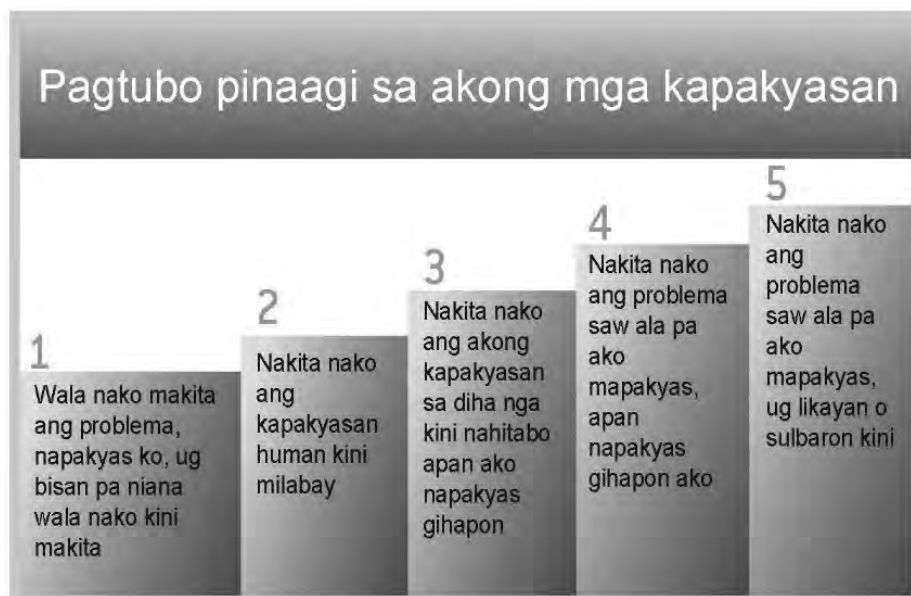 Pagtubo pinaagi sa akong mga kapakyasan
1
Wala nako makita
ang problema,
napakyas ko, ug
bisan pa niana
wala nako kini
makita
2
Nakita nako
ang
kapakyasan
human kini
milabay
3
Nakita nako
ang akong
kapakyasan
sa diha nga
kini nahitabo
apan ako
napakyas
gihapon
4
Nakita nako
ang problema
saw ala pa
ako
mapakyas,
apan
napakyas
gihapon ako
5
Nakita nako
ang
problema
saw ala pa
ako
mapakyas,
ug likayan o
sulbaron kini